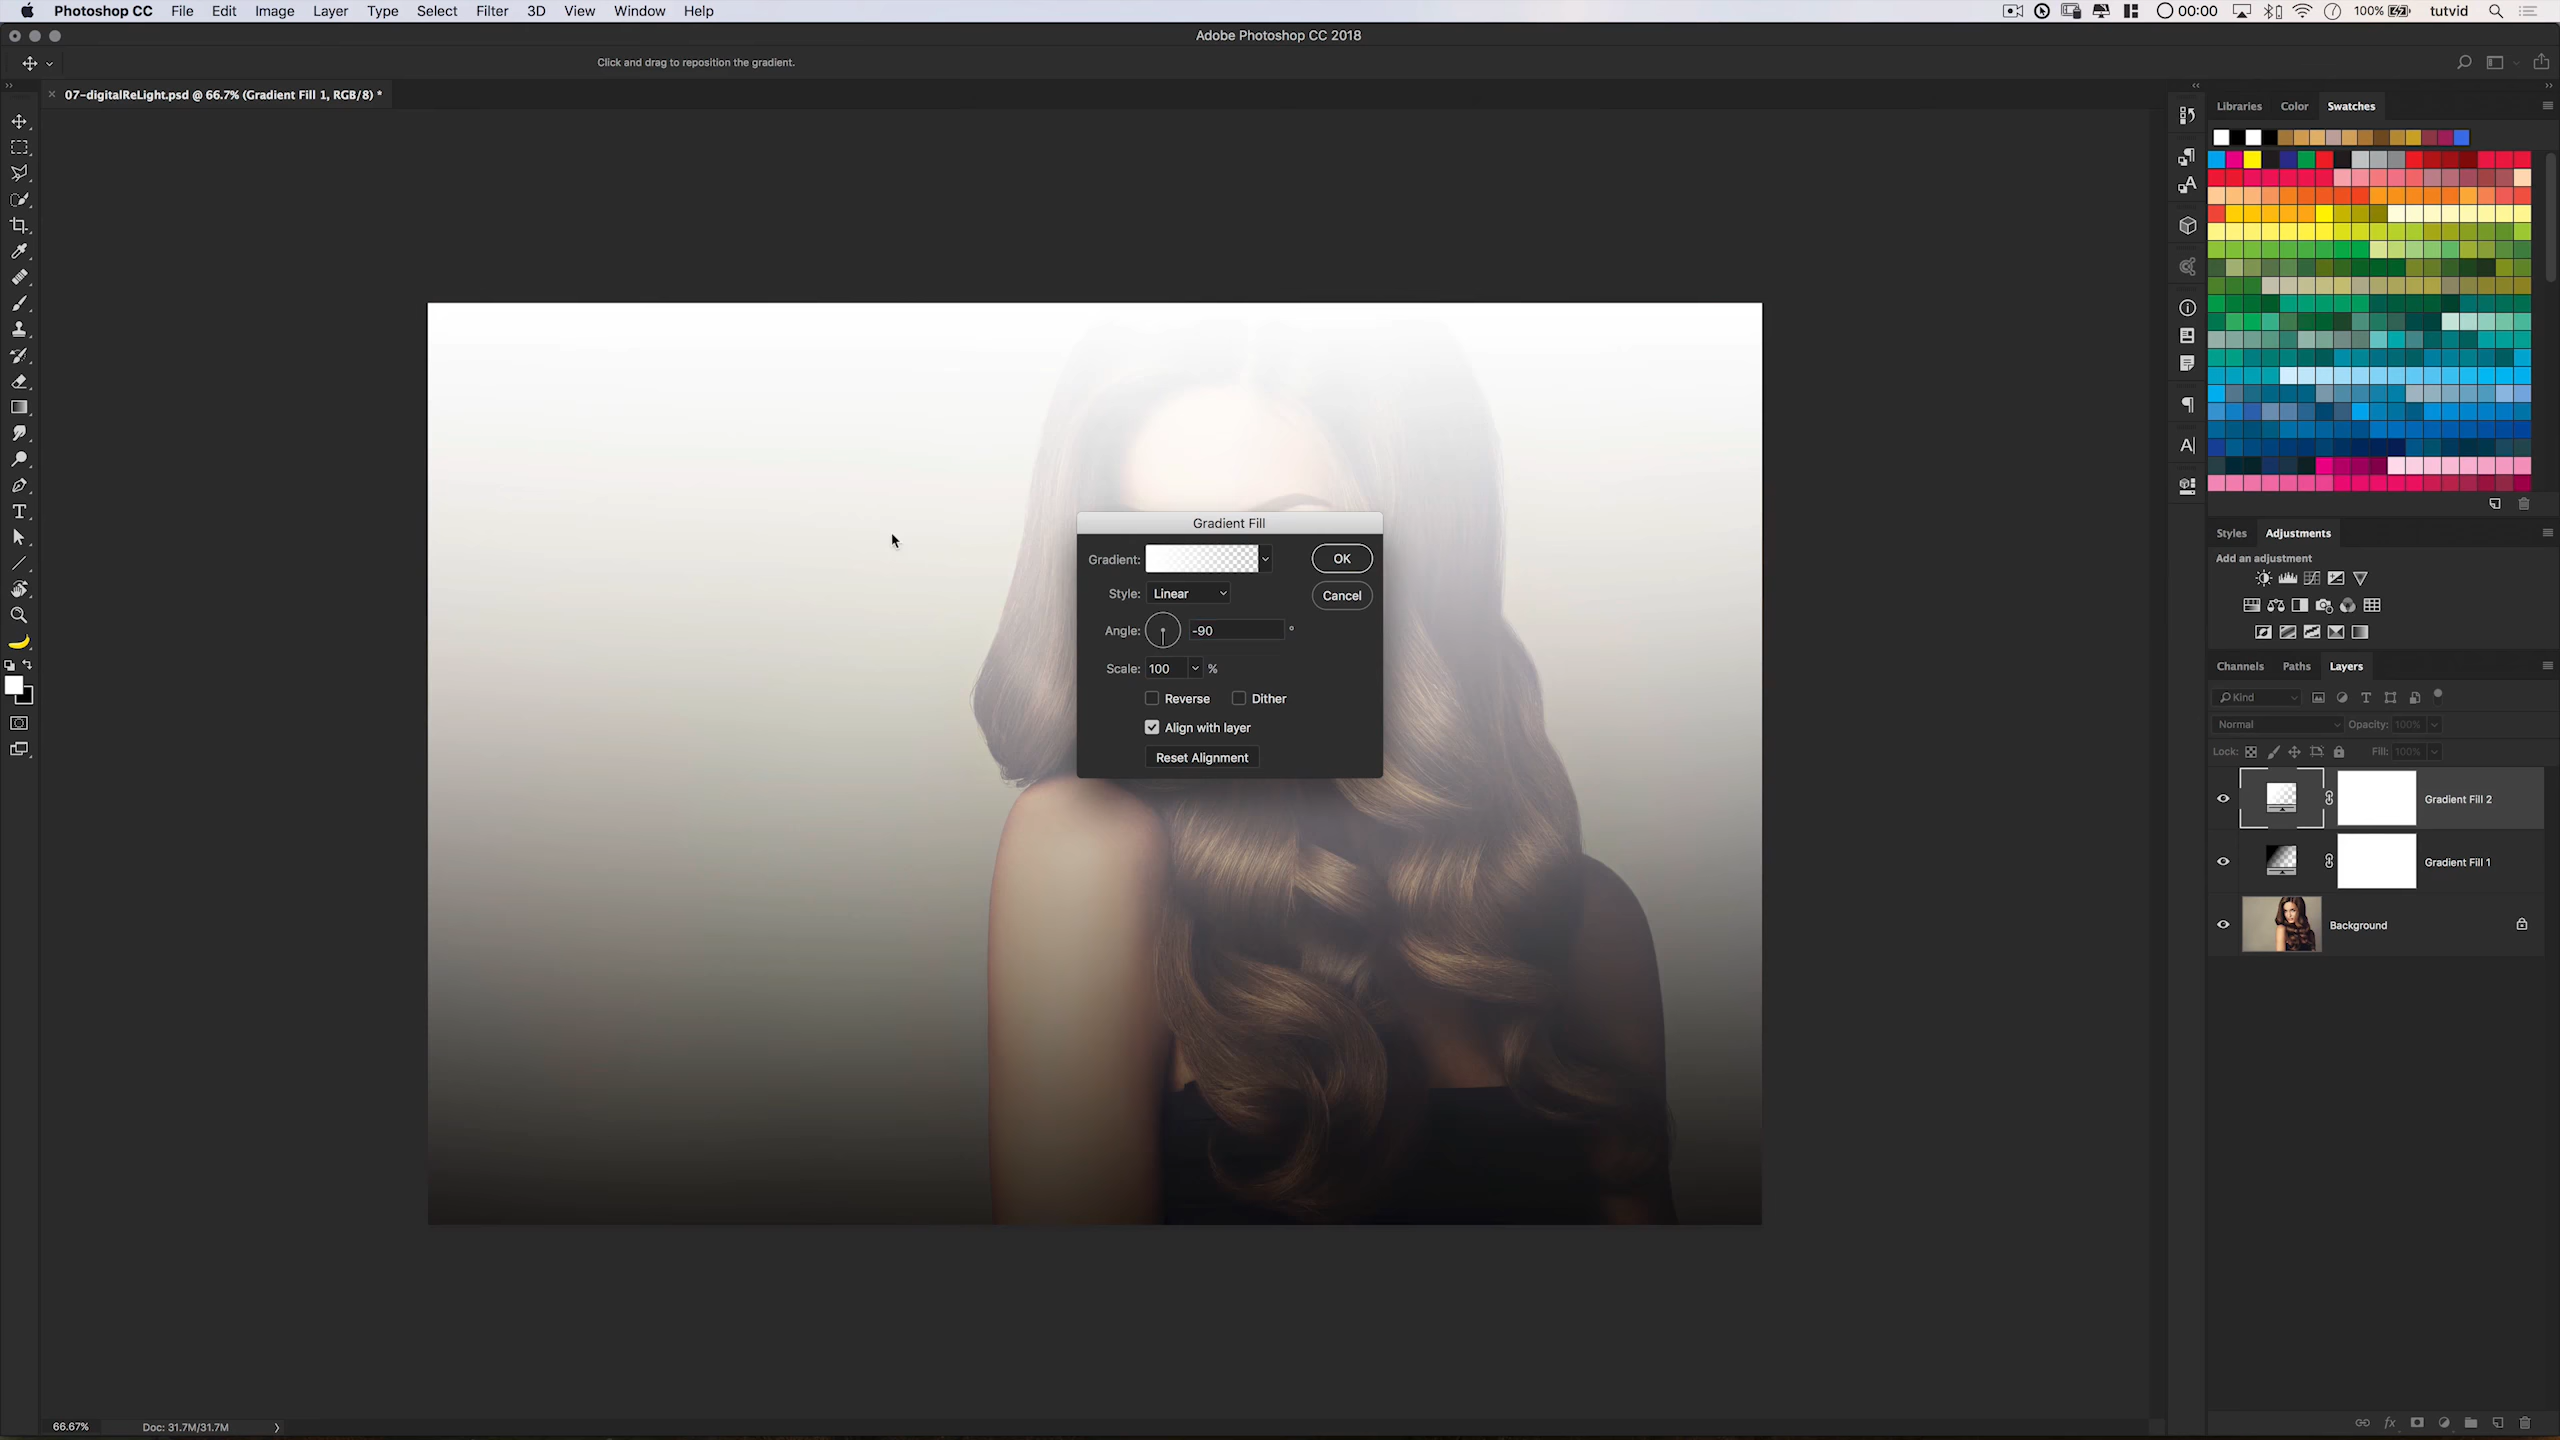 Photoshop CC File Edit Image Layer Type Select Filter 3D View Window Help 00:00 100% tutvid
Adobe Photoshop CC 2018
Click and drag to reposition the gradient.
07-digitalReLight.psd @ 66.7% (Gradient Fill 1, RGB/8) *
Libraries Color Swatches
Gradient Fill
Gradient: OK
Style: Linear Cancel
Angle: -90 °
Scale: 100 %
Reverse Dither
Align with layer
Reset Alignment
Styles Adjustments
Add an adjustment
Channels Paths Layers
Kind
Normal Opacity: 100%
Lock: Fill: 100%
Gradient Fill 2
Gradient Fill 1
Background
66.67% Doc: 31.7M/31.7M